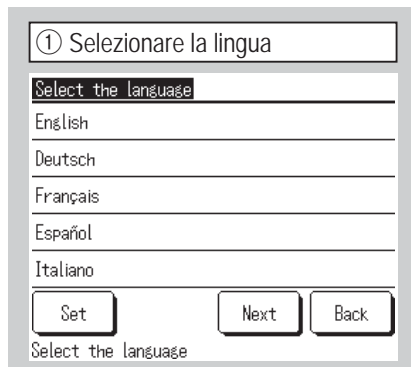 ① Selezionare la lingua
Select the language
English
Deutsch
Français
Español
Italiano
Set Next Back
Select the language